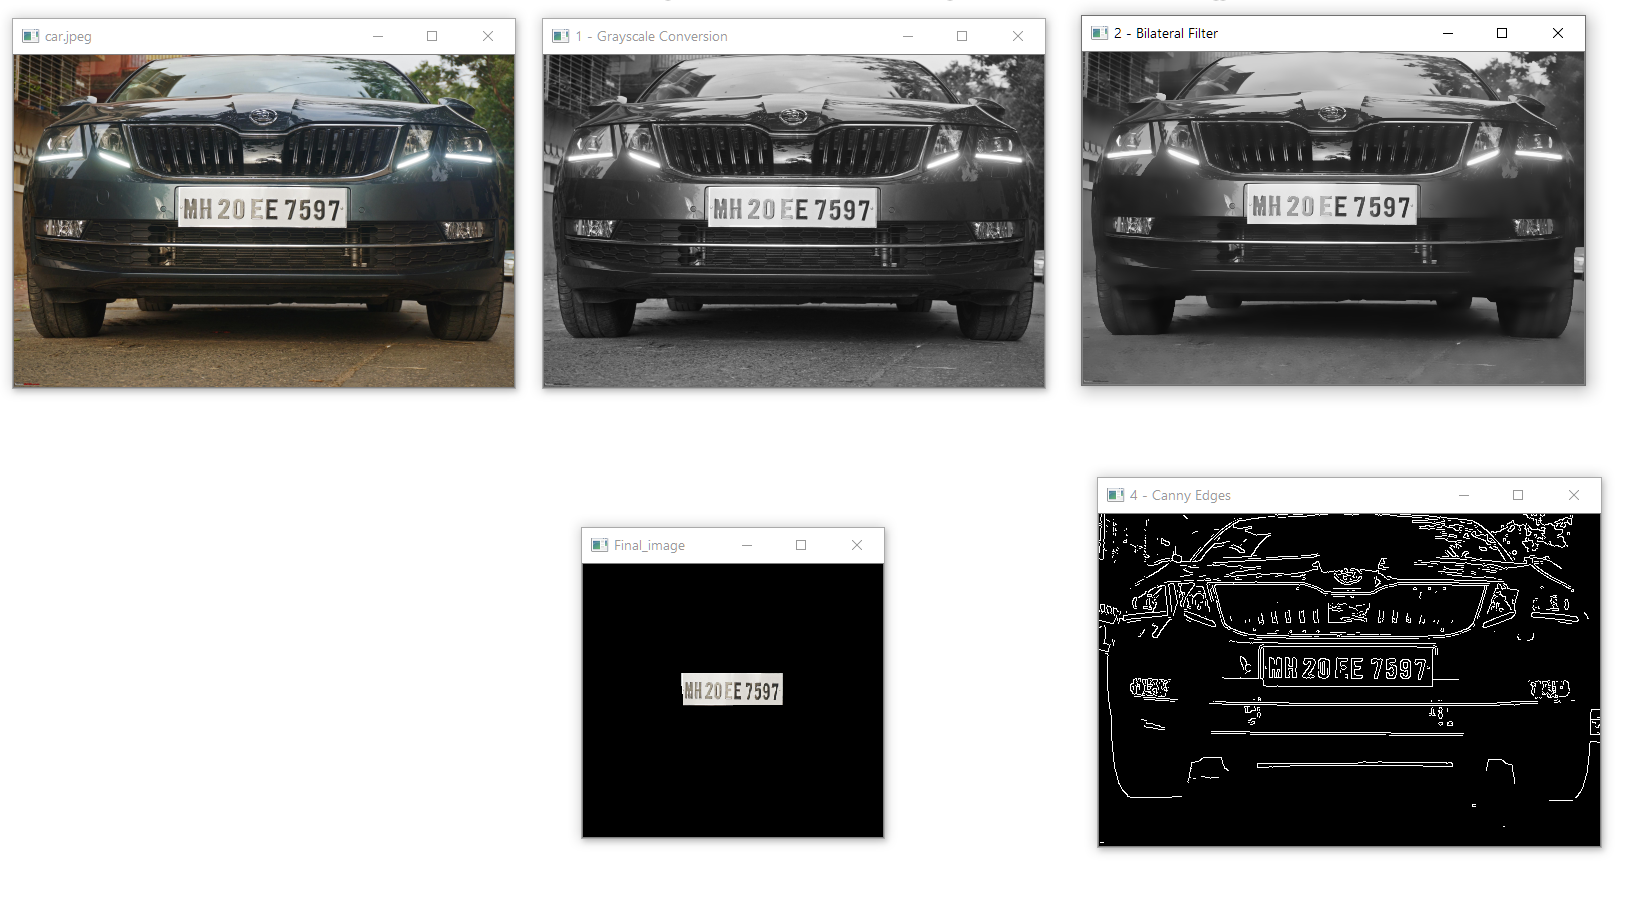 car.jpeg
1 - Grayscale Conversion
2 - Bilateral Filter
MH 20 EE 7597
MH 20 EE 7597
MH 20 EE 7597
4 - Canny Edges
Final_image
MH 20 EE 7597
MH 20 EE 7597